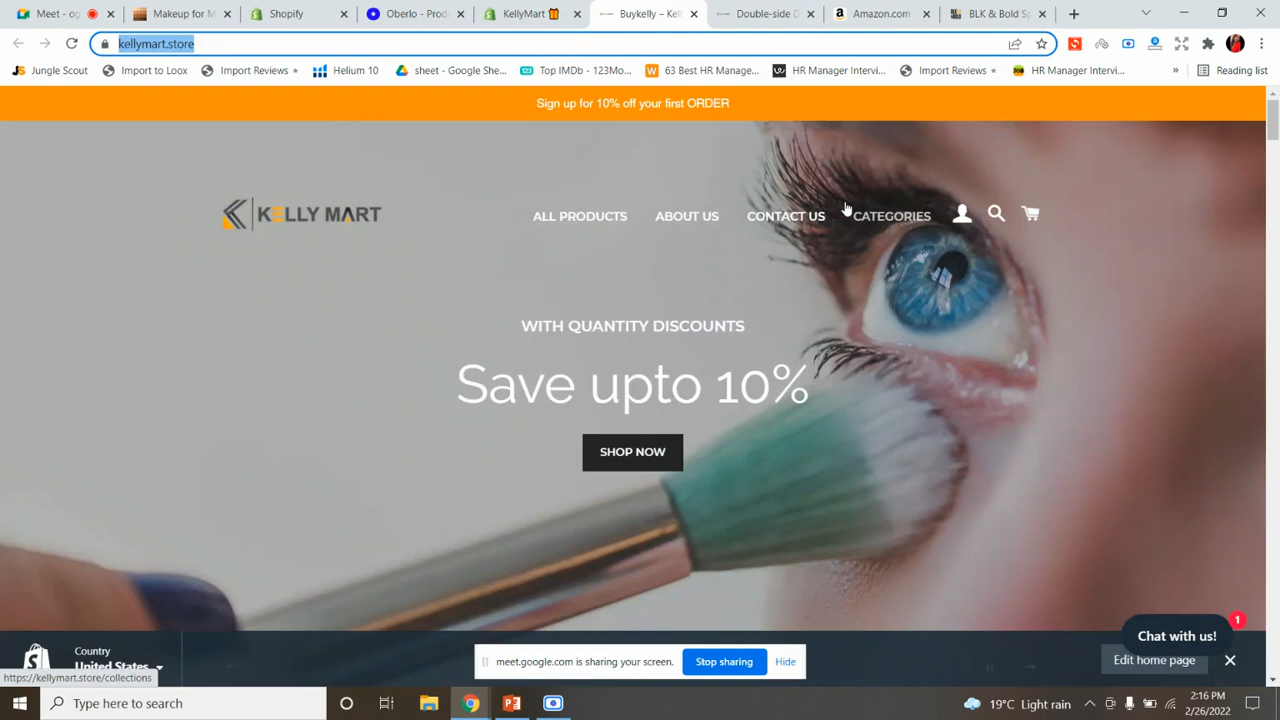 Meet - og
Makeup for M
Shopify
Oberlo - Prod
KellyMart
Buykelly – Kell
Double-side D
Amazon.com
BLK & Bold Sp
kellymart.store
Jungle Scout
Import to Loox
Import Reviews
Helium 10
sheet - Google She...
Top IMDb - 123Mo...
63 Best HR Manage...
HR Manager Intervi...
Import Reviews
HR Manager Intervi...
»
Reading list
Sign up for 10% off your first ORDER
KELLY MART
ALL PRODUCTS
ABOUT US
CONTACT US
CATEGORIES
WITH QUANTITY DISCOUNTS
Save upto 10%
SHOP NOW
1
Chat with us!
Country
United States
meet.google.com is sharing your screen.
Stop sharing
Hide
Edit home page
https://kellymart.store/collections
Type here to search
19°C Light rain
2:16 PM
2/26/2022